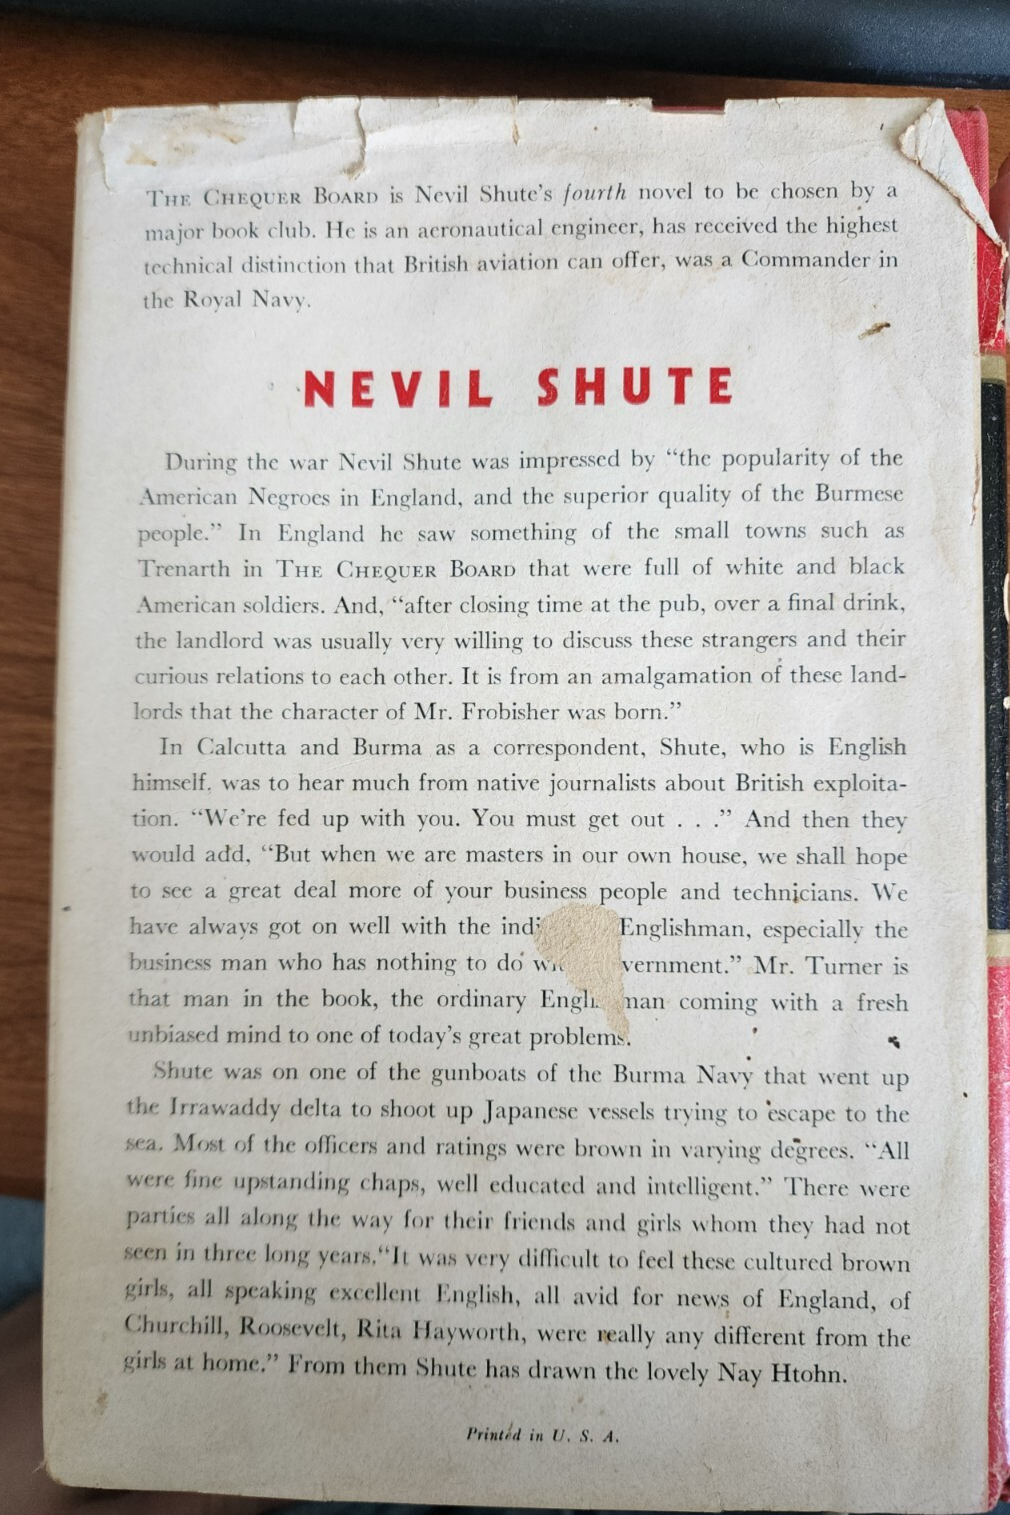 THE CHEQUER BOARD is Nevil Shute's fourth novel to be chosen by a
major book club. He is an aeronautical engineer, has received the highest
technical distinction that British aviation can offer, was a Commander in
the Royal Navy.
NEVIL SHUTE
During the war Nevil Shute was impressed by “the popularity of the
American Negroes in England, and the superior quality of the Burmese
people.” In England he saw something of the small towns such as
Trenarth in THE CHEQUER BOARD that were full of white and black
American soldiers. And, “after closing time at the pub, over a final drink,
the landlord was usually very willing to discuss these strangers and their
curious relations to each other. It is from an amalgamation of these land-
lords that the character of Mr. Frobisher was born.”
In Calcutta and Burma as a correspondent, Shute, who is English
himself, was to hear much from native journalists about British exploita-
tion. “We're fed up with you. You must get out . . .” And then they
would add, “But when we are masters in our own house, we shall hope
to see a great deal more of your business people and technicians. We
have always got on well with the Englishman, especially the
business man who has nothing to do Mr. Turner is
that man in the book, the ordinary coming with a fresh
unbiased mind to one of today's great problems.
Shute was on one of the gunboats of the Burma Navy that went up
the Irrawaddy delta to shoot up Japanese vessels trying to escape to the
sea. Most of the officers and ratings were brown in varying degrees. “All
were fine upstanding chaps, well educated and intelligent.” There were
parties all along the way for their friends and girls whom they had not
seen in three long years.“It was very difficult to feel these cultured brown
girls, all speaking excellent English, all avid for news of England, of
Churchill, Roosevelt, Rita Hayworth, were really any different from the
girls at home.” From them Shute has drawn the lovely Nay Htohn.
Printed in U. S. A.